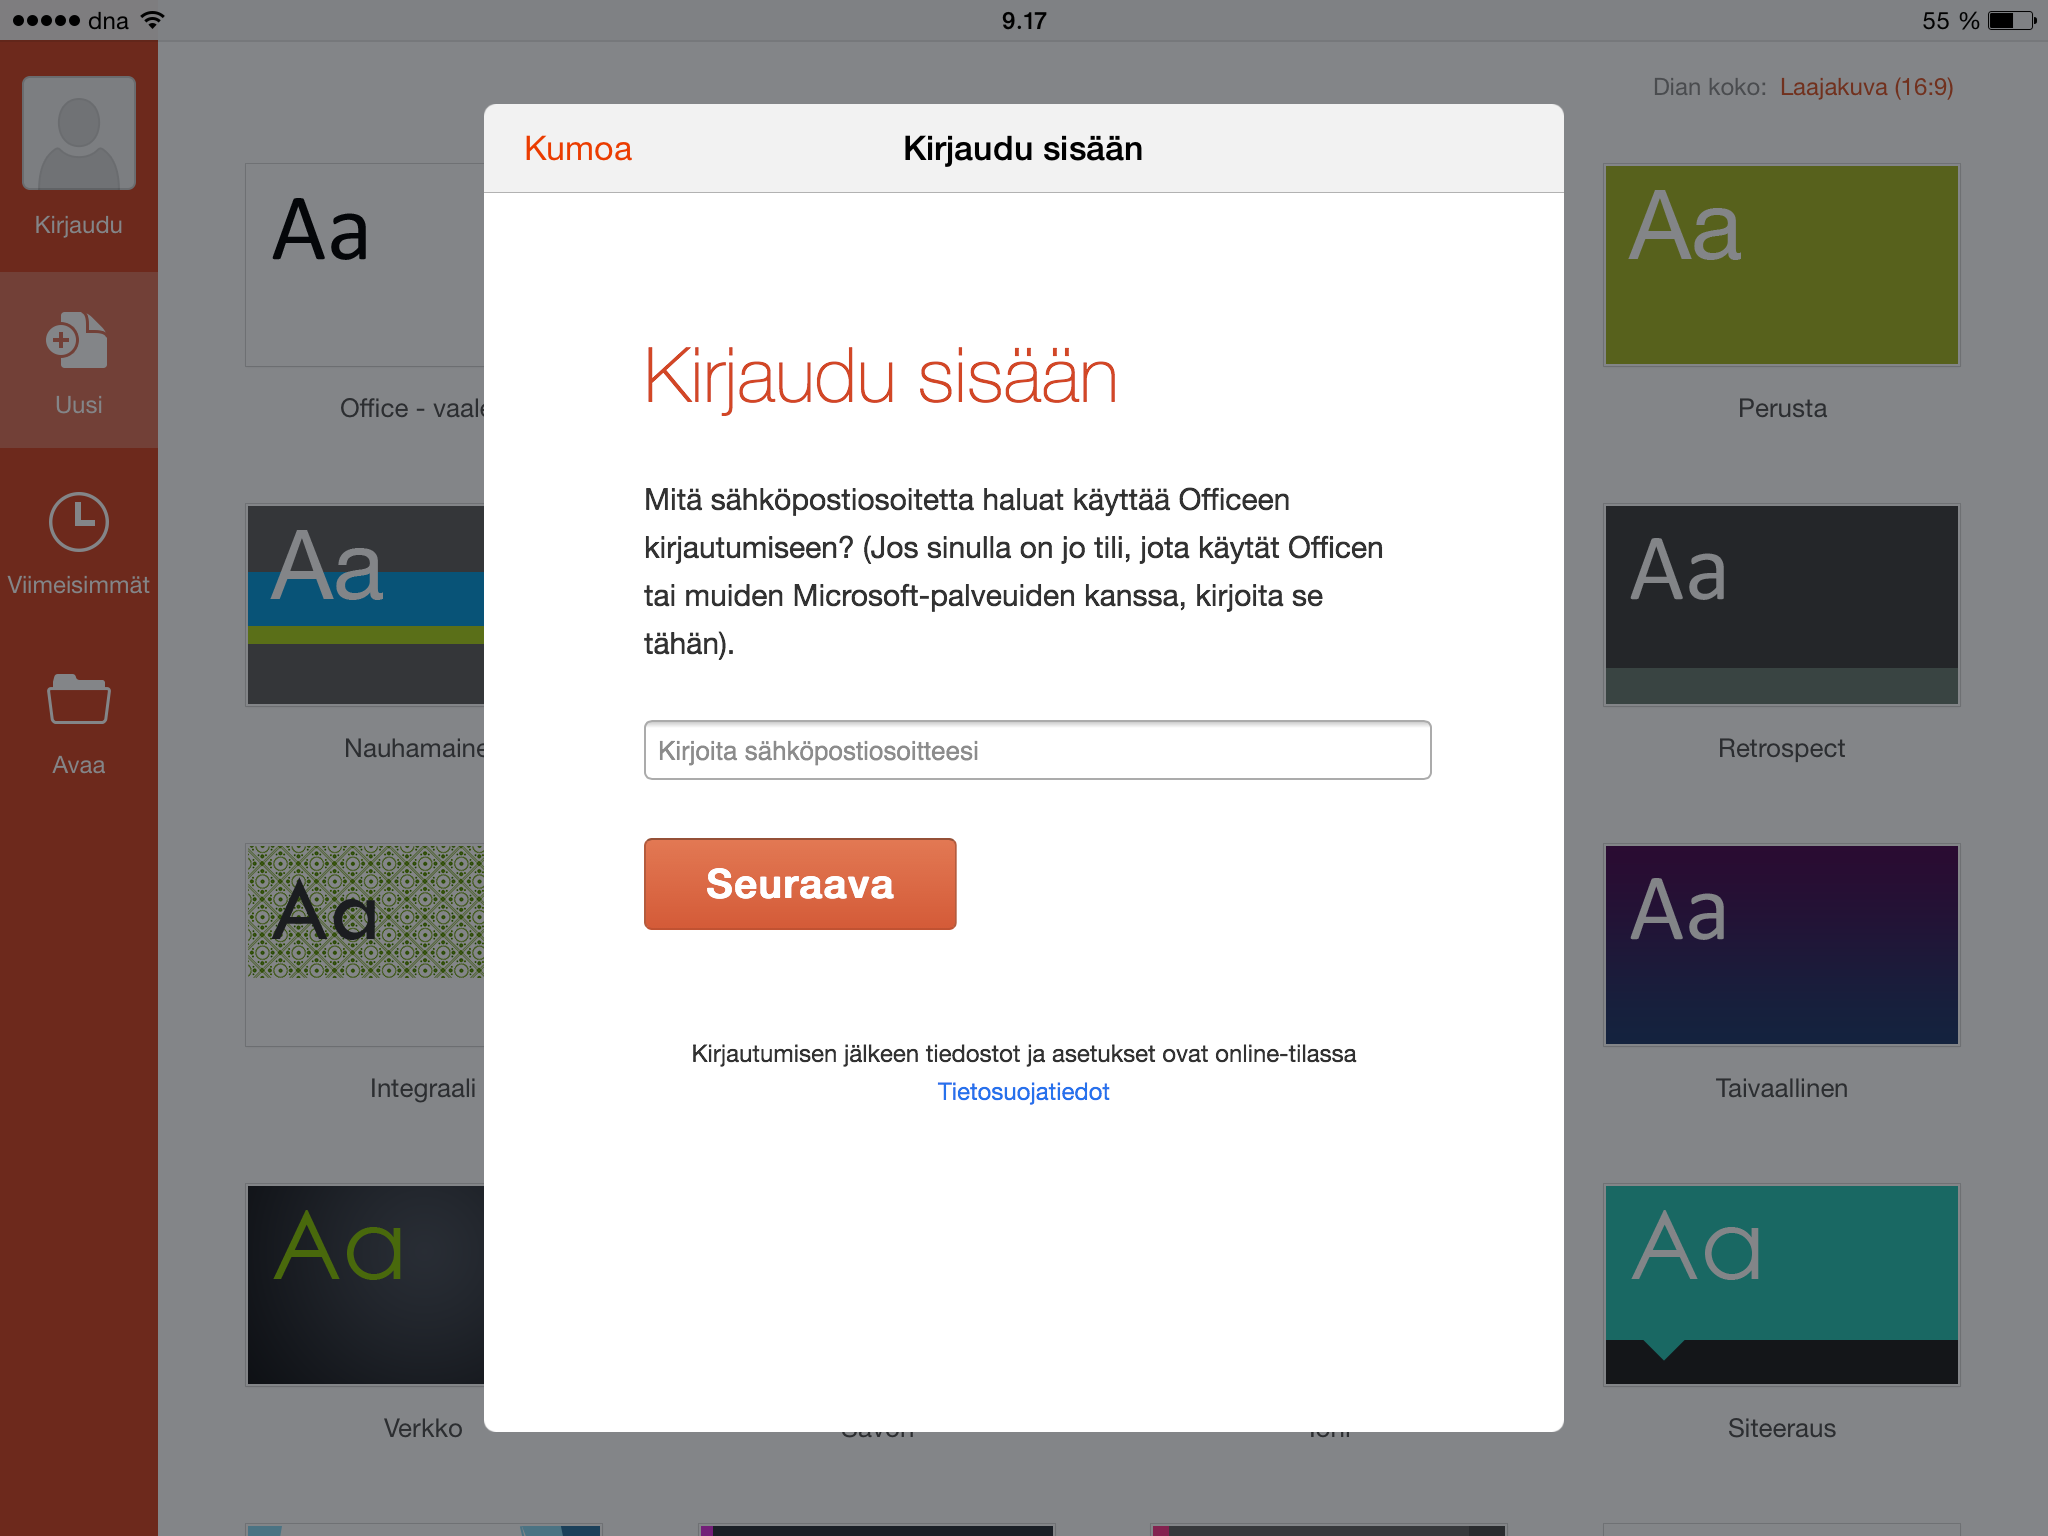 dna
9.17
55 %
Kirjaudu
Uusi
Viimeisimmät
Avaa
Dian koko: Laajakuva (16:9)
Kumoa
Kirjaudu sisään
Kirjaudu sisään
Mitä sähköpostiosoitetta haluat käyttää Officeen
kirjautumiseen? (Jos sinulla on jo tili, jota käytät Officen
tai muiden Microsoft-palveuiden kanssa, kirjoita se
tähän).
Kirjoita sähköpostiosoitteesi
Seuraava
Kirjautumisen jälkeen tiedostot ja asetukset ovat online-tilassa
Tietosuojatiedot
Aa
Office - vaale
Aa
Perusta
Aa
Nauhamaine
Aa
Retrospect
Aa
Integraali
Aa
Taivaallinen
Aa
Verkko
Aa
Siteeraus